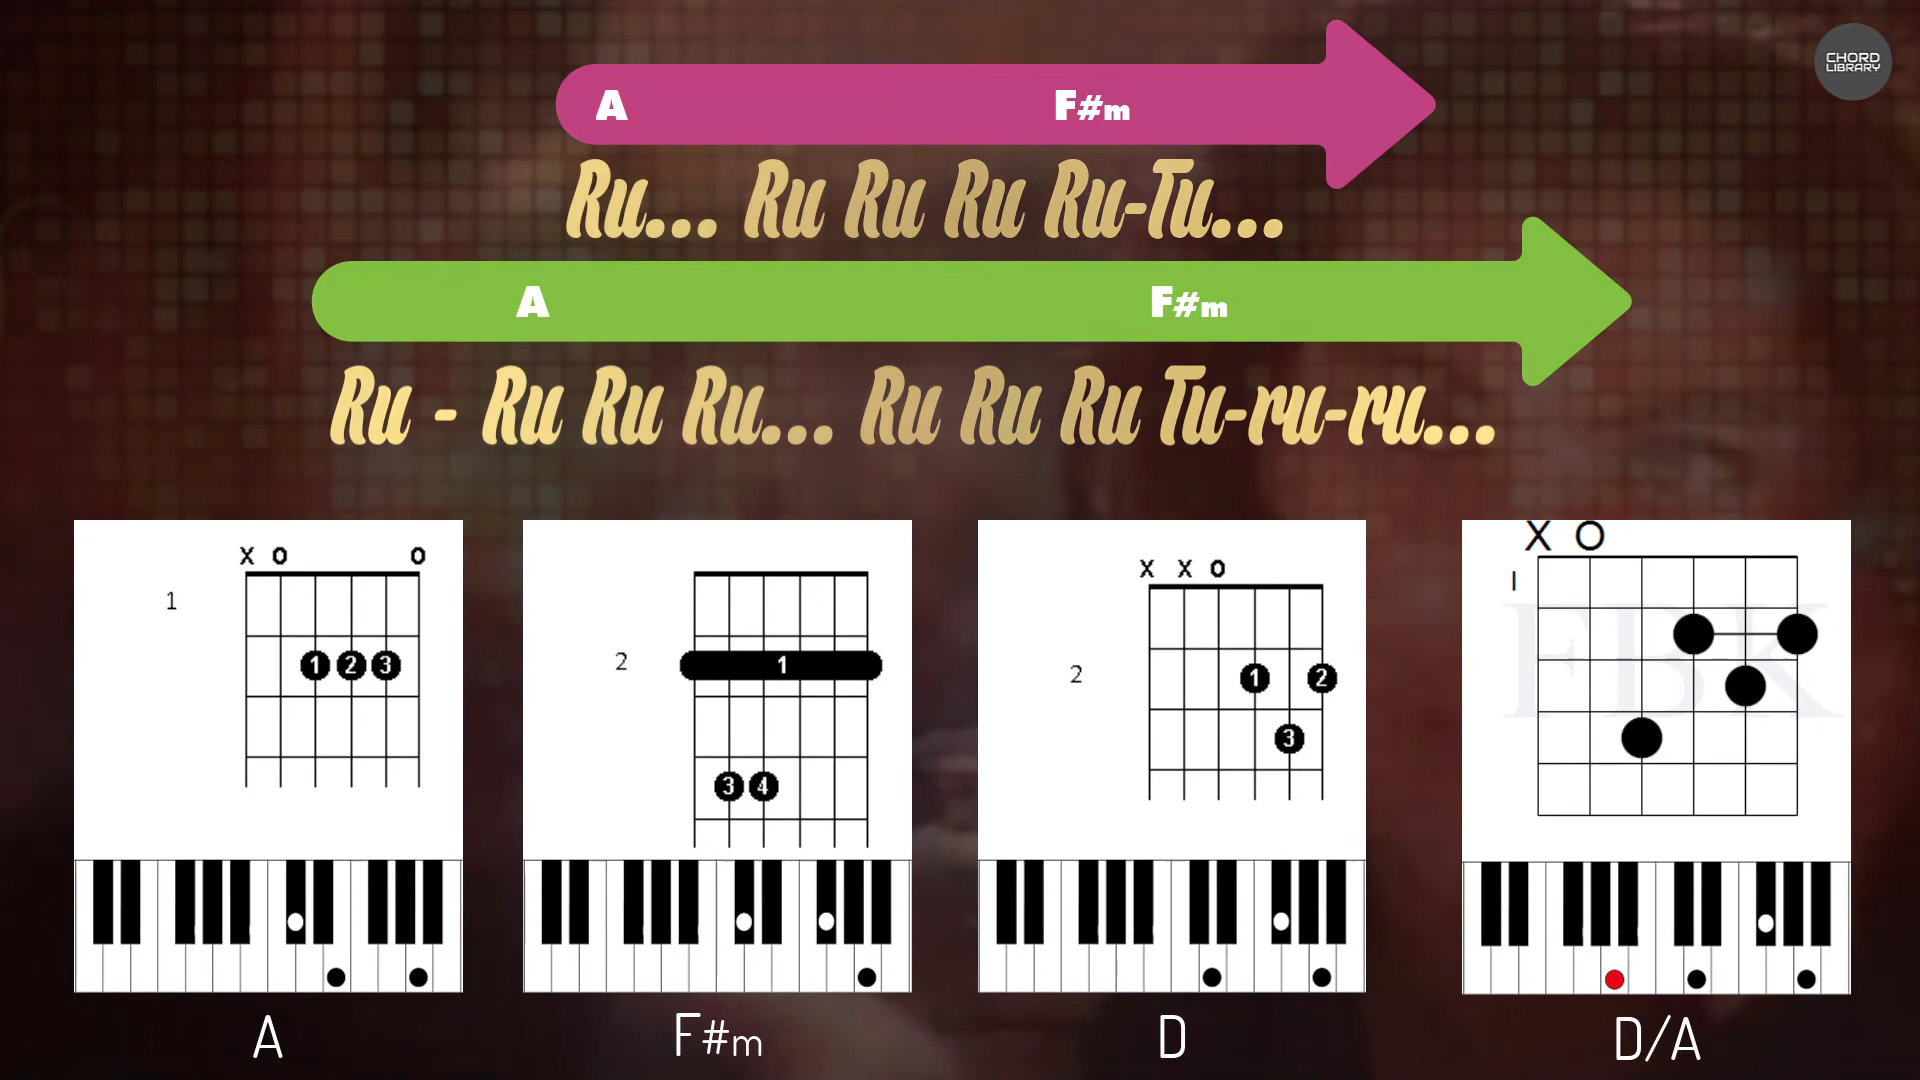 CHORD
LIBRARY
A F#m
Ru... Ru Ru Ru Ru-Tu...
A F#m
Ru - Ru Ru Ru... Ru Ru Ru Tu-ru-ru...
X O O
1
1 2 3
2
1
3 4
X X O
2
1 2
3
X O
I
FBK
A F#m D D/A